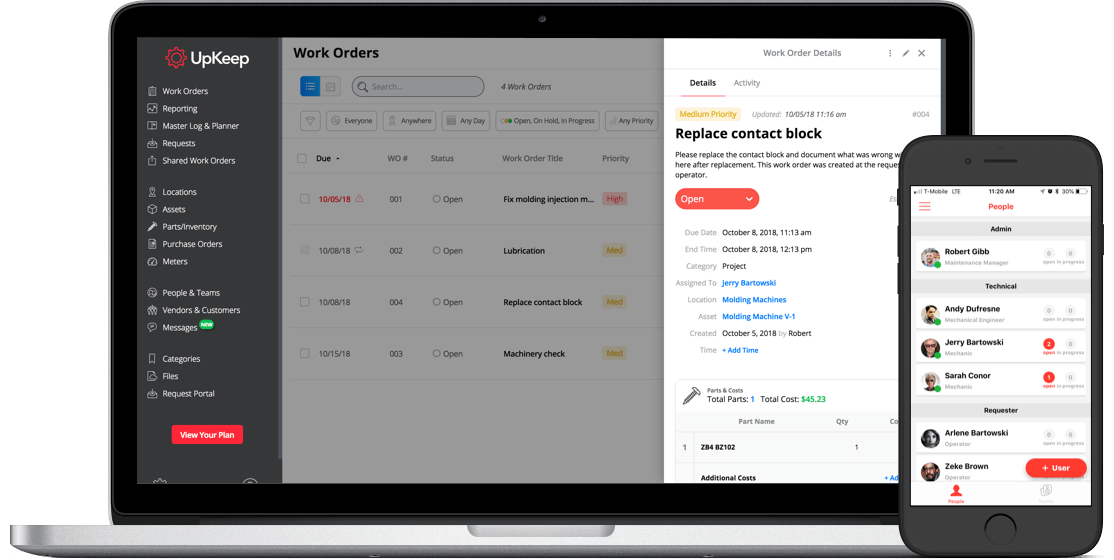 UpKeep
Work Orders
Reporting
Master Log & Planner
Requests
Shared Work Orders
Locations
Assets
Parts/Inventory
Purchase Orders
Meters
People & Teams
Vendors & Customers
Messages NEW
Categories
Files
Request Portal
View Your Plan
Work Orders
Search...
4 Work Orders
Everyone
Anywhere
Any Day
Open, On Hold, In Progress
Any Priority
Due WO # Status Work Order Title Priority
10/05/18 001 Open Fix molding injection m... High
10/08/18 002 Open Lubrication Med
10/08/18 004 Open Replace contact block Med
10/15/18 003 Open Machinery check Med
Work Order Details
Details Activity
Medium Priority Updated: 10/05/18 11:16 am #004
Replace contact block
Please replace the contact block and document what was wrong w
here after replacement. This work order was created at the reques
operator.
Open
Es
Due Date October 8, 2018, 11:13 am
End Time October 8, 2018, 12:13 pm
Category Project
Assigned To Jerry Bartowski
Location Molding Machines
Asset Molding Machine V-1
Created October 5, 2018 by Robert
Time + Add Time
Parts & Costs
Total Parts: 1 Total Cost: $45.23
Part Name Qty Co
1 ZB4 BZ102 1
Additional Costs + Ad
T-Mobile LTE 11:20 AM 30%
People
Admin
Robert Gibb 0 0
Maintenance Manager open in progress
Technical
Andy Dufresne 0 0
Mechanical Engineer open in progress
Jerry Bartowski 2 0
Mechanic open in progress
Sarah Conor 1 0
Mechanic open in progress
Requester
Arlene Bartowski 0 0
Operator open in progress
Zeke Brown
Operator
+ User
People Teams